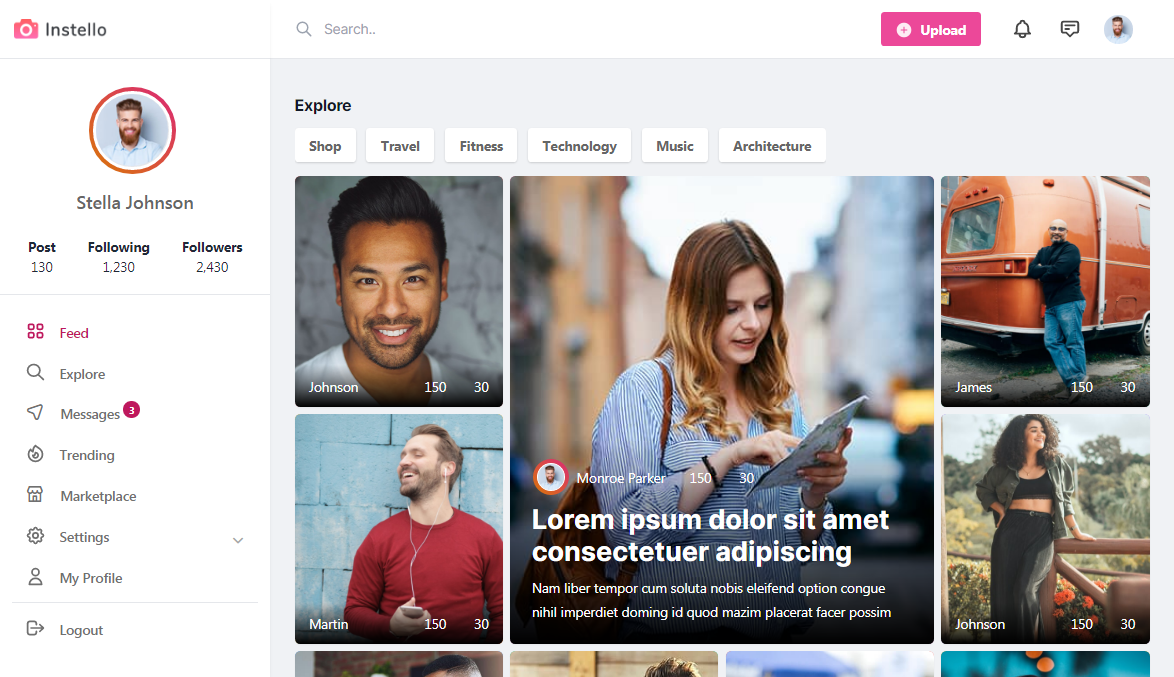 Instello
Search..
Upload
Stella Johnson
Post Following Followers
130 1,230 2,430
Feed
Explore
Messages 3
Trending
Marketplace
Settings
My Profile
Logout
Explore
Shop Travel Fitness Technology Music Architecture
Johnson 150 30
James 150 30
Martin 150 30
Monroe Parker 150 30
Lorem ipsum dolor sit amet
consectetuer adipiscing
Nam liber tempor cum soluta nobis eleifend option congue
nihil imperdiet doming id quod mazim placerat facer possim
Johnson 150 30